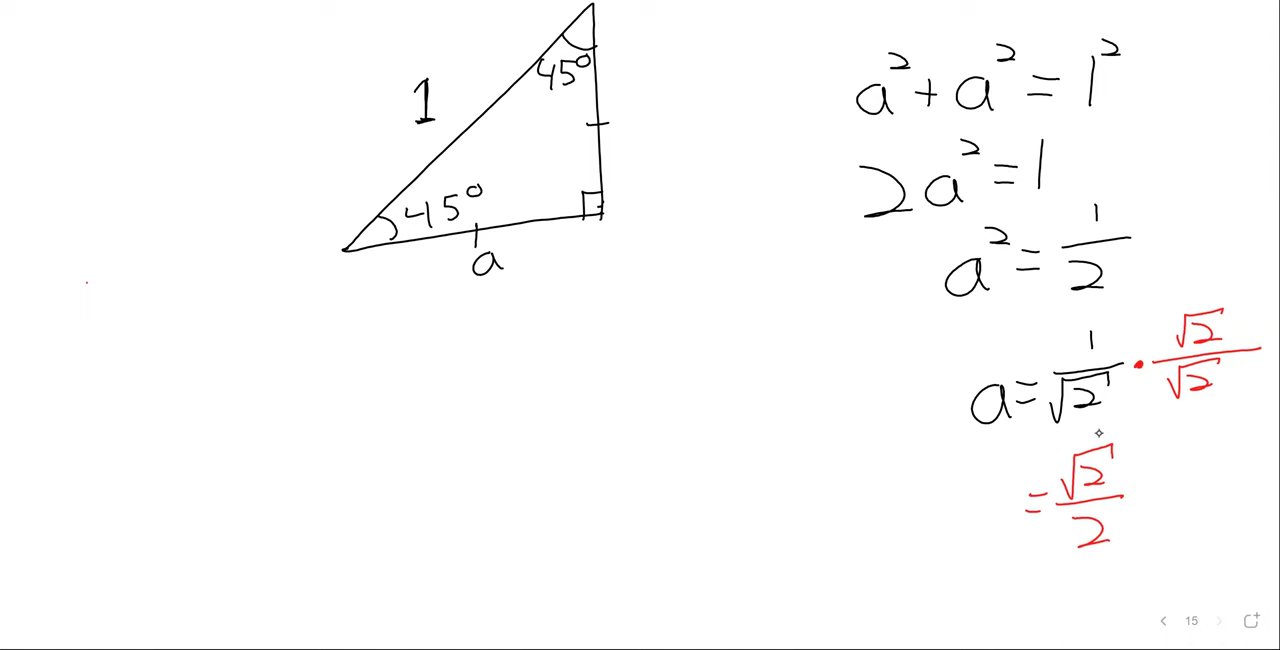 45°
1
45°
a
a² + a² = 1²
2a² = 1
a² = 1/2
a = 1/√2 · √2/√2
= √2/2
15